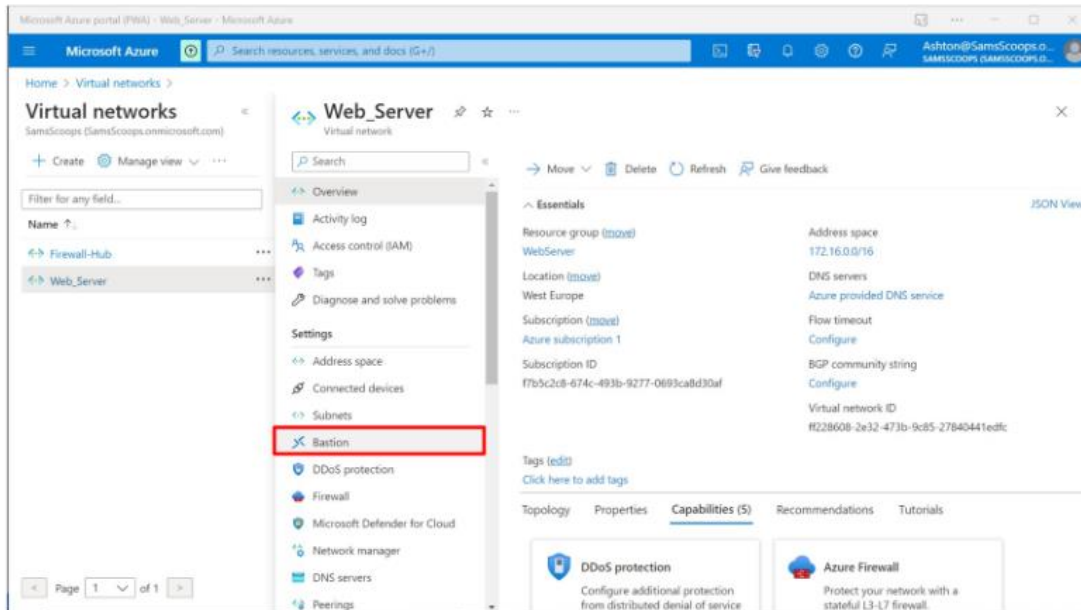 Microsoft Azure portal (PWA) - Web_Server - Microsoft Azure
Microsoft Azure
Search resources, services, and docs (G+/)
Ashton@SamsScoops.o...
SAMSSCOOPS (SAMSSCOOPS.O...
Home > Virtual networks >
Virtual networks
SamsScoops (SamsScoops.onmicrosoft.com)
+ Create Manage view ...
Filter for any field...
Name ↑↓
Firewall-Hub ...
Web_Server ...
< Page 1 of 1 >
Web_Server ...
Virtual network
Search
Overview
Activity log
Access control (IAM)
Tags
Diagnose and solve problems
Settings
Address space
Connected devices
Subnets
Bastion
DDoS protection
Firewall
Microsoft Defender for Cloud
Network manager
DNS servers
Peerings
Move Delete Refresh Give feedback
Essentials
JSON View
Resource group (move)
WebServer
Location (move)
West Europe
Subscription (move)
Azure subscription 1
Subscription ID
f7b5c2c8-674c-493b-9277-0693ca8d30af
Address space
172.16.0.0/16
DNS servers
Azure provided DNS service
Flow timeout
Configure
BGP community string
Configure
Virtual network ID
ff228608-2e32-473b-9c85-27840441edfc
Tags (edit)
Click here to add tags
Topology Properties Capabilities (5) Recommendations Tutorials
DDoS protection
Configure additional protection
from distributed denial of service
Azure Firewall
Protect your network with a
stateful L3-L7 firewall.